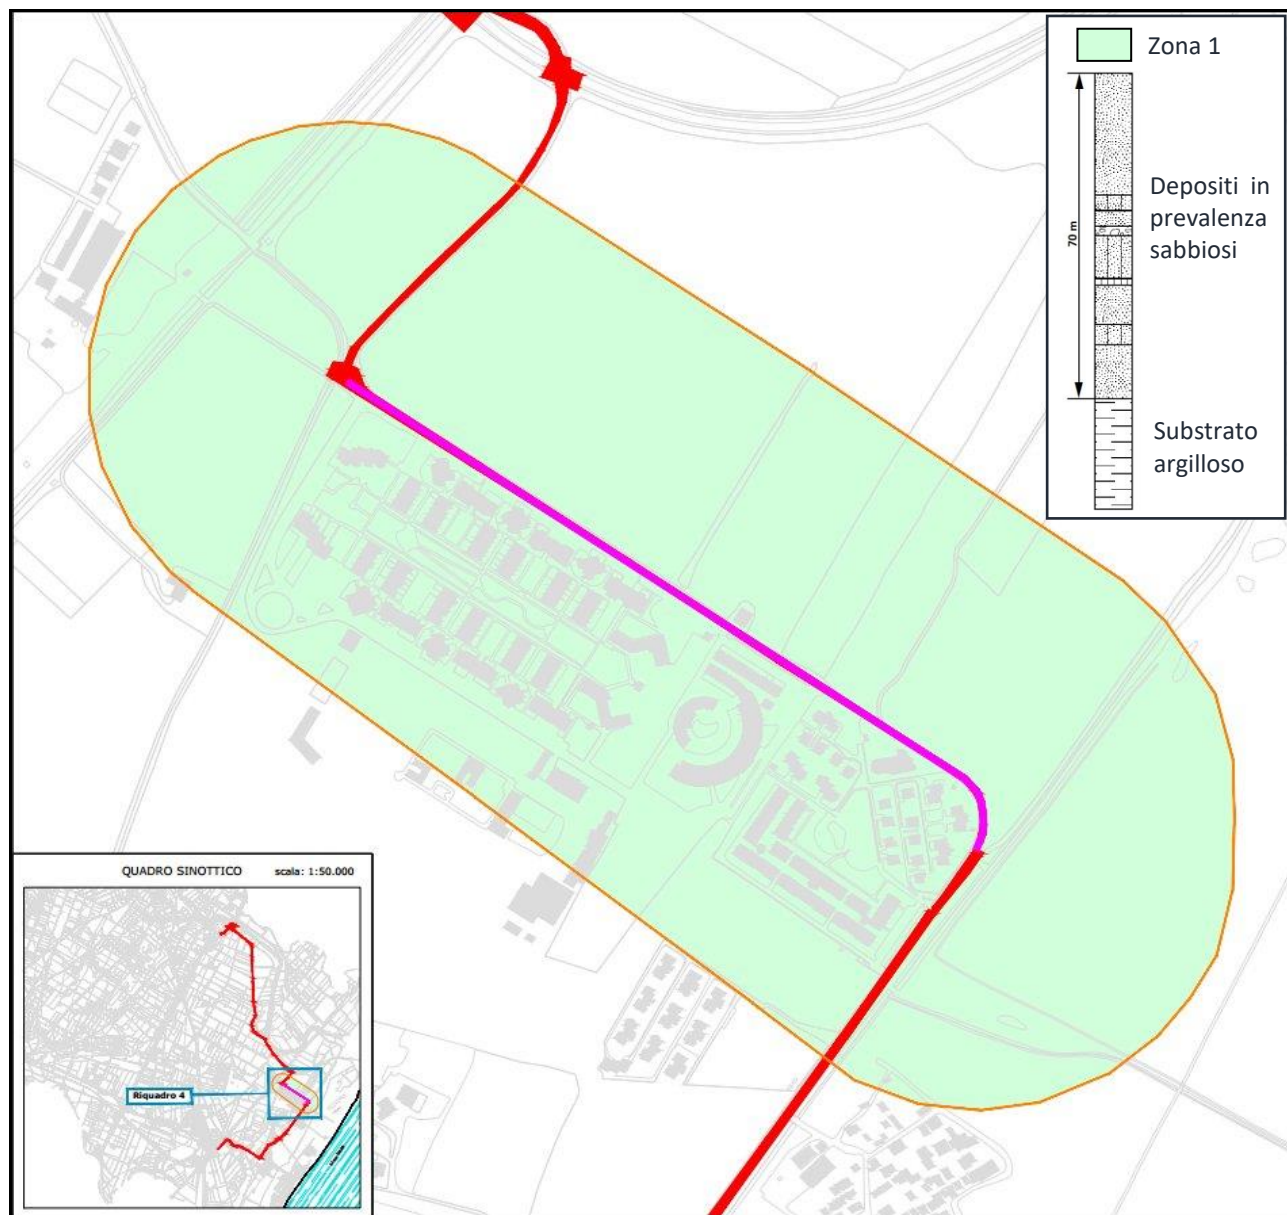 Zona 1
70 m
Depositi in
prevalenza
sabbiosi
Substrato
argilloso
QUADRO SINOTTICO scala: 1:50.000
Riquadro 4